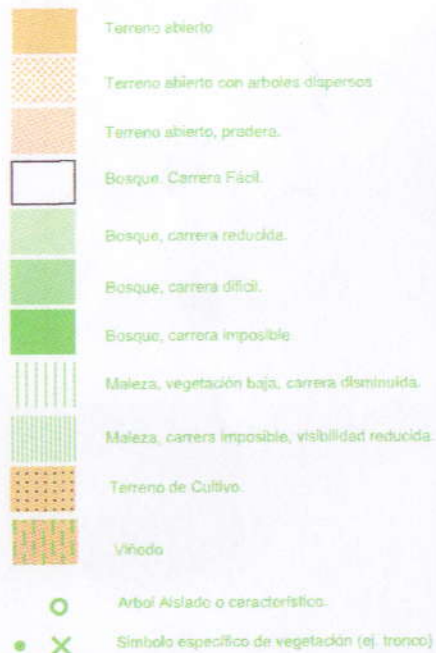 Terreno abierto
Terreno abierto con arboles dispersos
Terreno abierto, pradera.
Bosque. Carrera Fácil.
Bosque, carrera reducida.
Bosque, carrera difícil.
Bosque, carrera imposible
Maleza, vegetación baja, carrera disminuida.
Maleza, carrera imposible, visibilidad reducida.
Terreno de Cultivo.
Viñedo
Arbol Aislado o característico.
Simbolo específico de vegetación (ej. tronco)